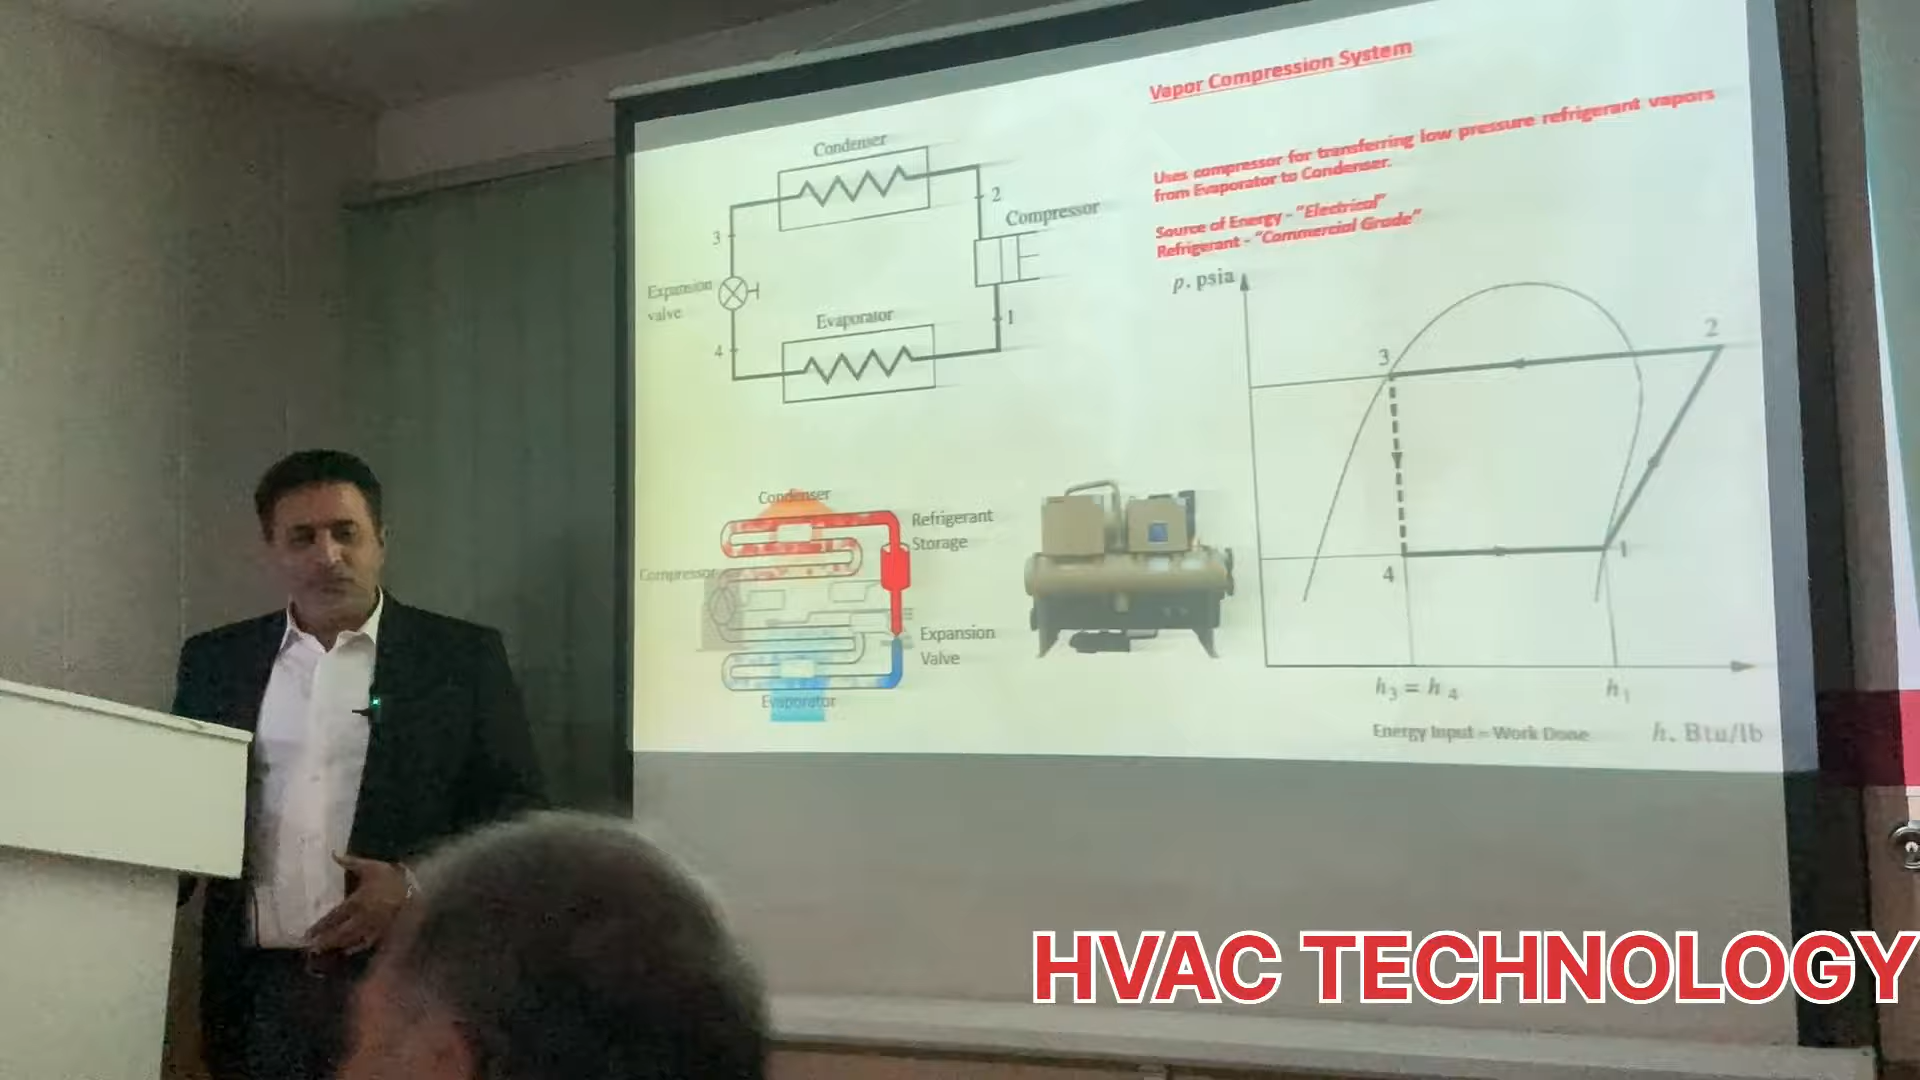 Vapor Compression System
Uses compressor for transferring low pressure refrigerant vapors
from Evaporator to Condenser.
Source of Energy - "Electrical"
Refrigerant - "Commercial Grade"
Condenser
2
Compressor
3
Expansion
valve
Evaporator
1
4
p. psia
3
2
4
1
h3 = h4
h1
Energy Input = Work Done
h. Btu/lb
Condenser
Refrigerant
Storage
Compressor
Expansion
Valve
Evaporator
HVAC TECHNOLOGY